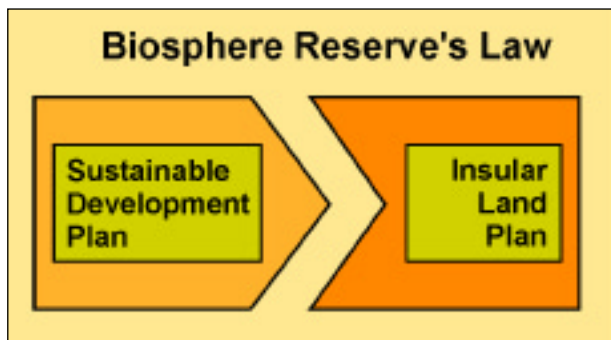 Biosphere Reserve's Law
Sustainable
Development
Plan
Insular
Land
Plan